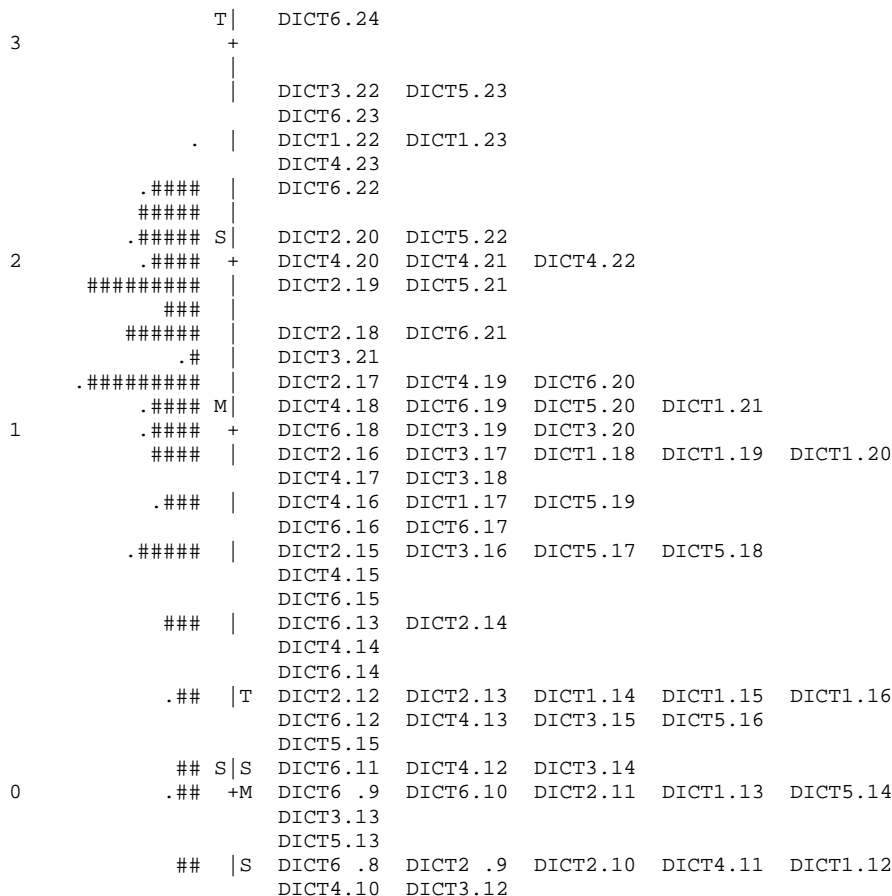 T|   DICT6.24
3                 +
                  |
                  |   DICT3.22  DICT5.23
                      DICT6.23
               .  |   DICT1.22  DICT1.23
                      DICT4.23
           .####  |   DICT6.22
           #####  |
          .##### S|   DICT2.20  DICT5.22
2          .####  +   DICT4.20  DICT4.21  DICT4.22
       #########  |   DICT2.19  DICT5.21
             ###  |
          ######  |   DICT2.18  DICT6.21
              .#  |   DICT3.21
      .#########  |   DICT2.17  DICT4.19  DICT6.20
           .#### M|   DICT4.18  DICT6.19  DICT5.20  DICT1.21
1          .####  +   DICT6.18  DICT3.19  DICT3.20
            ####  |   DICT2.16  DICT3.17  DICT1.18  DICT1.19  DICT1.20
                      DICT4.17  DICT3.18
            .###  |   DICT4.16  DICT1.17  DICT5.19
                      DICT6.16  DICT6.17
          .#####  |   DICT2.15  DICT3.16  DICT5.17  DICT5.18
                      DICT4.15
                      DICT6.15
             ###  |   DICT6.13  DICT2.14
                      DICT4.14
                      DICT6.14
             .##  |T  DICT2.12  DICT2.13  DICT1.14  DICT1.15  DICT1.16
                      DICT6.12  DICT4.13  DICT3.15  DICT5.16
                      DICT5.15
              ## S|S  DICT6.11  DICT4.12  DICT3.14
0            .##  +M  DICT6 .9  DICT6.10  DICT2.11  DICT1.13  DICT5.14
                      DICT3.13
                      DICT5.13
              ##  |S  DICT6 .8  DICT2 .9  DICT2.10  DICT4.11  DICT1.12
                      DICT4.10  DICT3.12